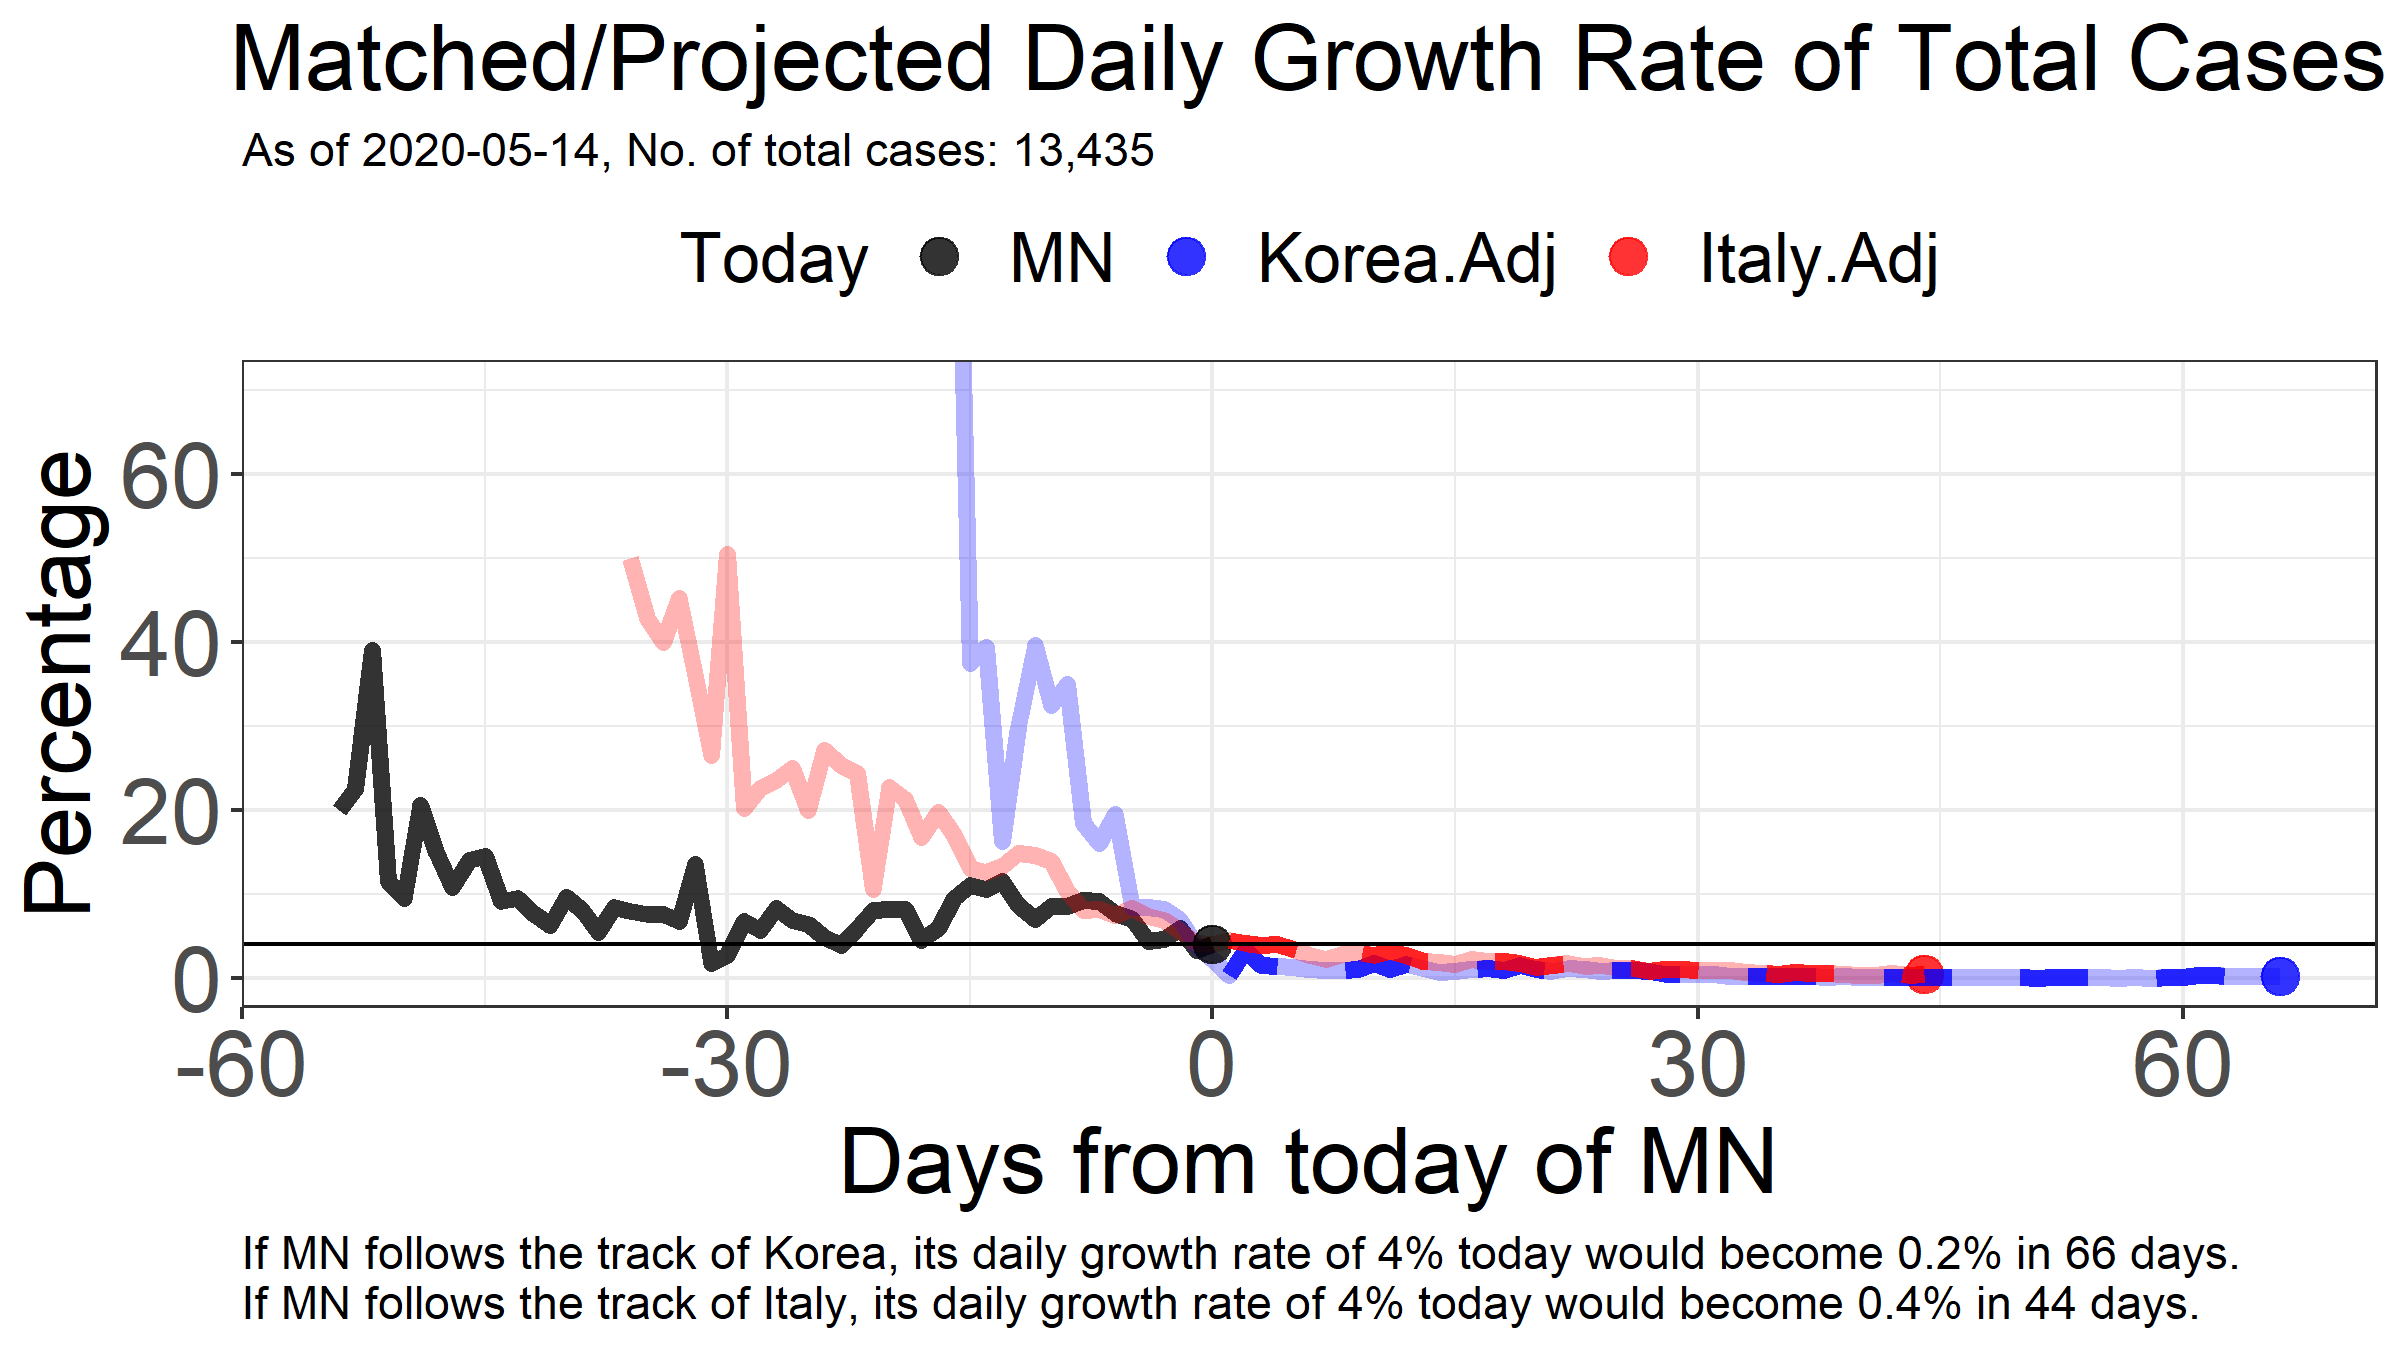 Matched/Projected Daily Growth Rate of Total Cases
As of 2020-05-14, No. of total cases: 13,435
Today MN Korea.Adj Italy.Adj
Percentage
60
40
20
0
-60 -30 0 30 60
Days from today of MN
If MN follows the track of Korea, its daily growth rate of 4% today would become 0.2% in 66 days.
If MN follows the track of Italy, its daily growth rate of 4% today would become 0.4% in 44 days.